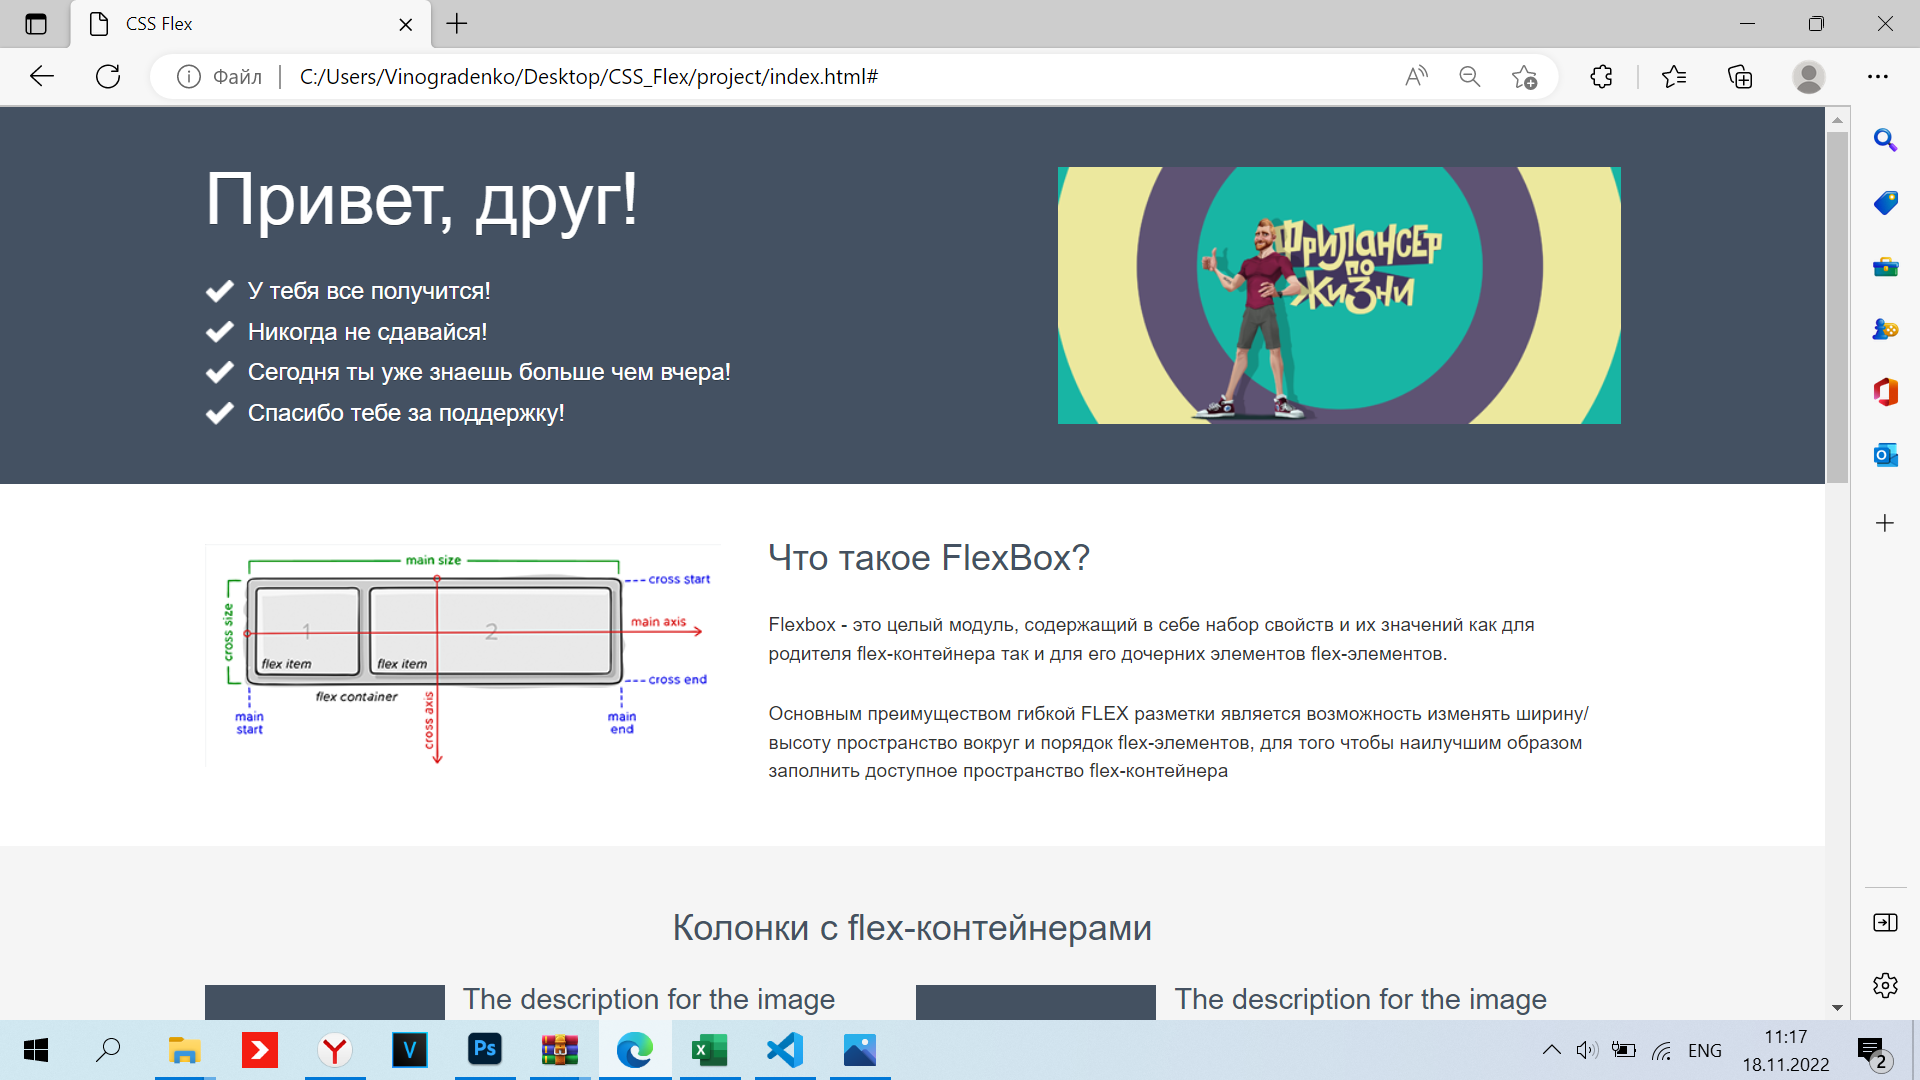 CSS Flex
Файл
C:/Users/Vinogradenko/Desktop/CSS_Flex/project/index.html#
Привет, друг!
У тебя все получится!
Никогда не сдавайся!
Сегодня ты уже знаешь больше чем вчера!
Спасибо тебе за поддержку!
ФРИЛАНСЕР
ПО
ЖИЗНИ
main size
cross start
cross size
1
2
main axis
flex item
flex item
cross end
flex container
main
start
cross axis
main
end
Что такое FlexBox?
Flexbox - это целый модуль, содержащий в себе набор свойств и их значений как для
родителя flex-контейнера так и для его дочерних элементов flex-элементов.
Основным преимуществом гибкой FLEX разметки является возможность изменять ширину/
высоту пространство вокруг и порядок flex-элементов, для того чтобы наилучшим образом
заполнить доступное пространство flex-контейнера
Колонки с flex-контейнерами
The description for the image
The description for the image
V
Ps
ENG
11:17
18.11.2022
2